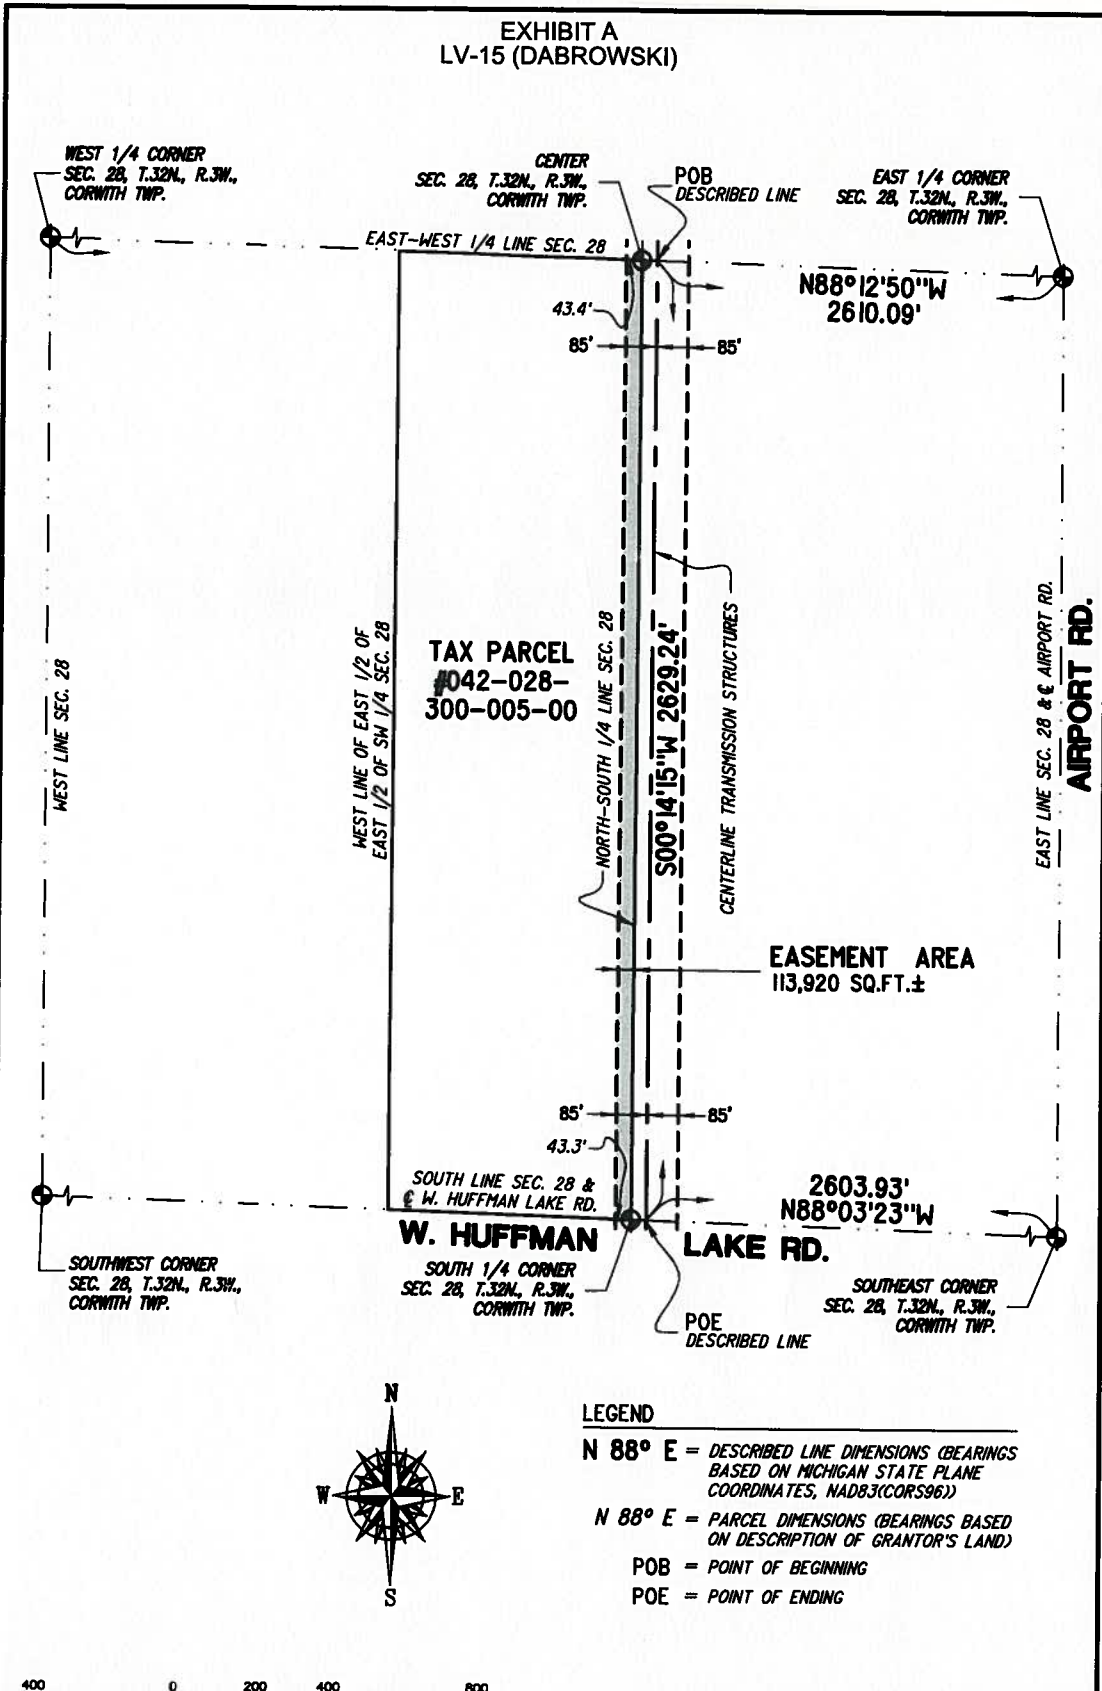 EXHIBIT A
LV-15 (DABROWSKI)
WEST 1/4 CORNER
SEC. 28, T.32N., R.3W.,
CORWITH TWP.
CENTER
SEC. 28, T.32N., R.3W.,
CORWITH TWP.
POB
DESCRIBED LINE
EAST 1/4 CORNER
SEC. 28, T.32N., R.3W.,
CORWITH TWP.
EAST-WEST 1/4 LINE SEC. 28
N88°12'50"W
2610.09'
43.4'
85'
85'
WEST LINE SEC. 28
WEST LINE OF EAST 1/2 OF
EAST 1/2 OF SW 1/4 SEC. 28
TAX PARCEL
#042-028-
300-005-00
NORTH-SOUTH 1/4 LINE SEC. 28
S00°14'15"W 2629.24'
CENTERLINE TRANSMISSION STRUCTURES
EAST LINE SEC. 28 & ℄ AIRPORT RD.
AIRPORT RD.
EASEMENT AREA
113,920 SQ.FT.±
85'
85'
43.3'
SOUTH LINE SEC. 28 &
℄ W. HUFFMAN LAKE RD.
2603.93'
N88°03'23"W
W. HUFFMAN LAKE RD.
SOUTHWEST CORNER
SEC. 28, T.32N., R.3W.,
CORWITH TWP.
SOUTH 1/4 CORNER
SEC. 28, T.32N., R.3W.,
CORWITH TWP.
POE
DESCRIBED LINE
SOUTHEAST CORNER
SEC. 28, T.32N., R.3W.,
CORWITH TWP.
N
W E
S
LEGEND
N 88° E = DESCRIBED LINE DIMENSIONS (BEARINGS
BASED ON MICHIGAN STATE PLANE
COORDINATES, NAD83(CORS96))
N 88° E = PARCEL DIMENSIONS (BEARINGS BASED
ON DESCRIPTION OF GRANTOR'S LAND)
POB = POINT OF BEGINNING
POE = POINT OF ENDING
400 0 200 400 800